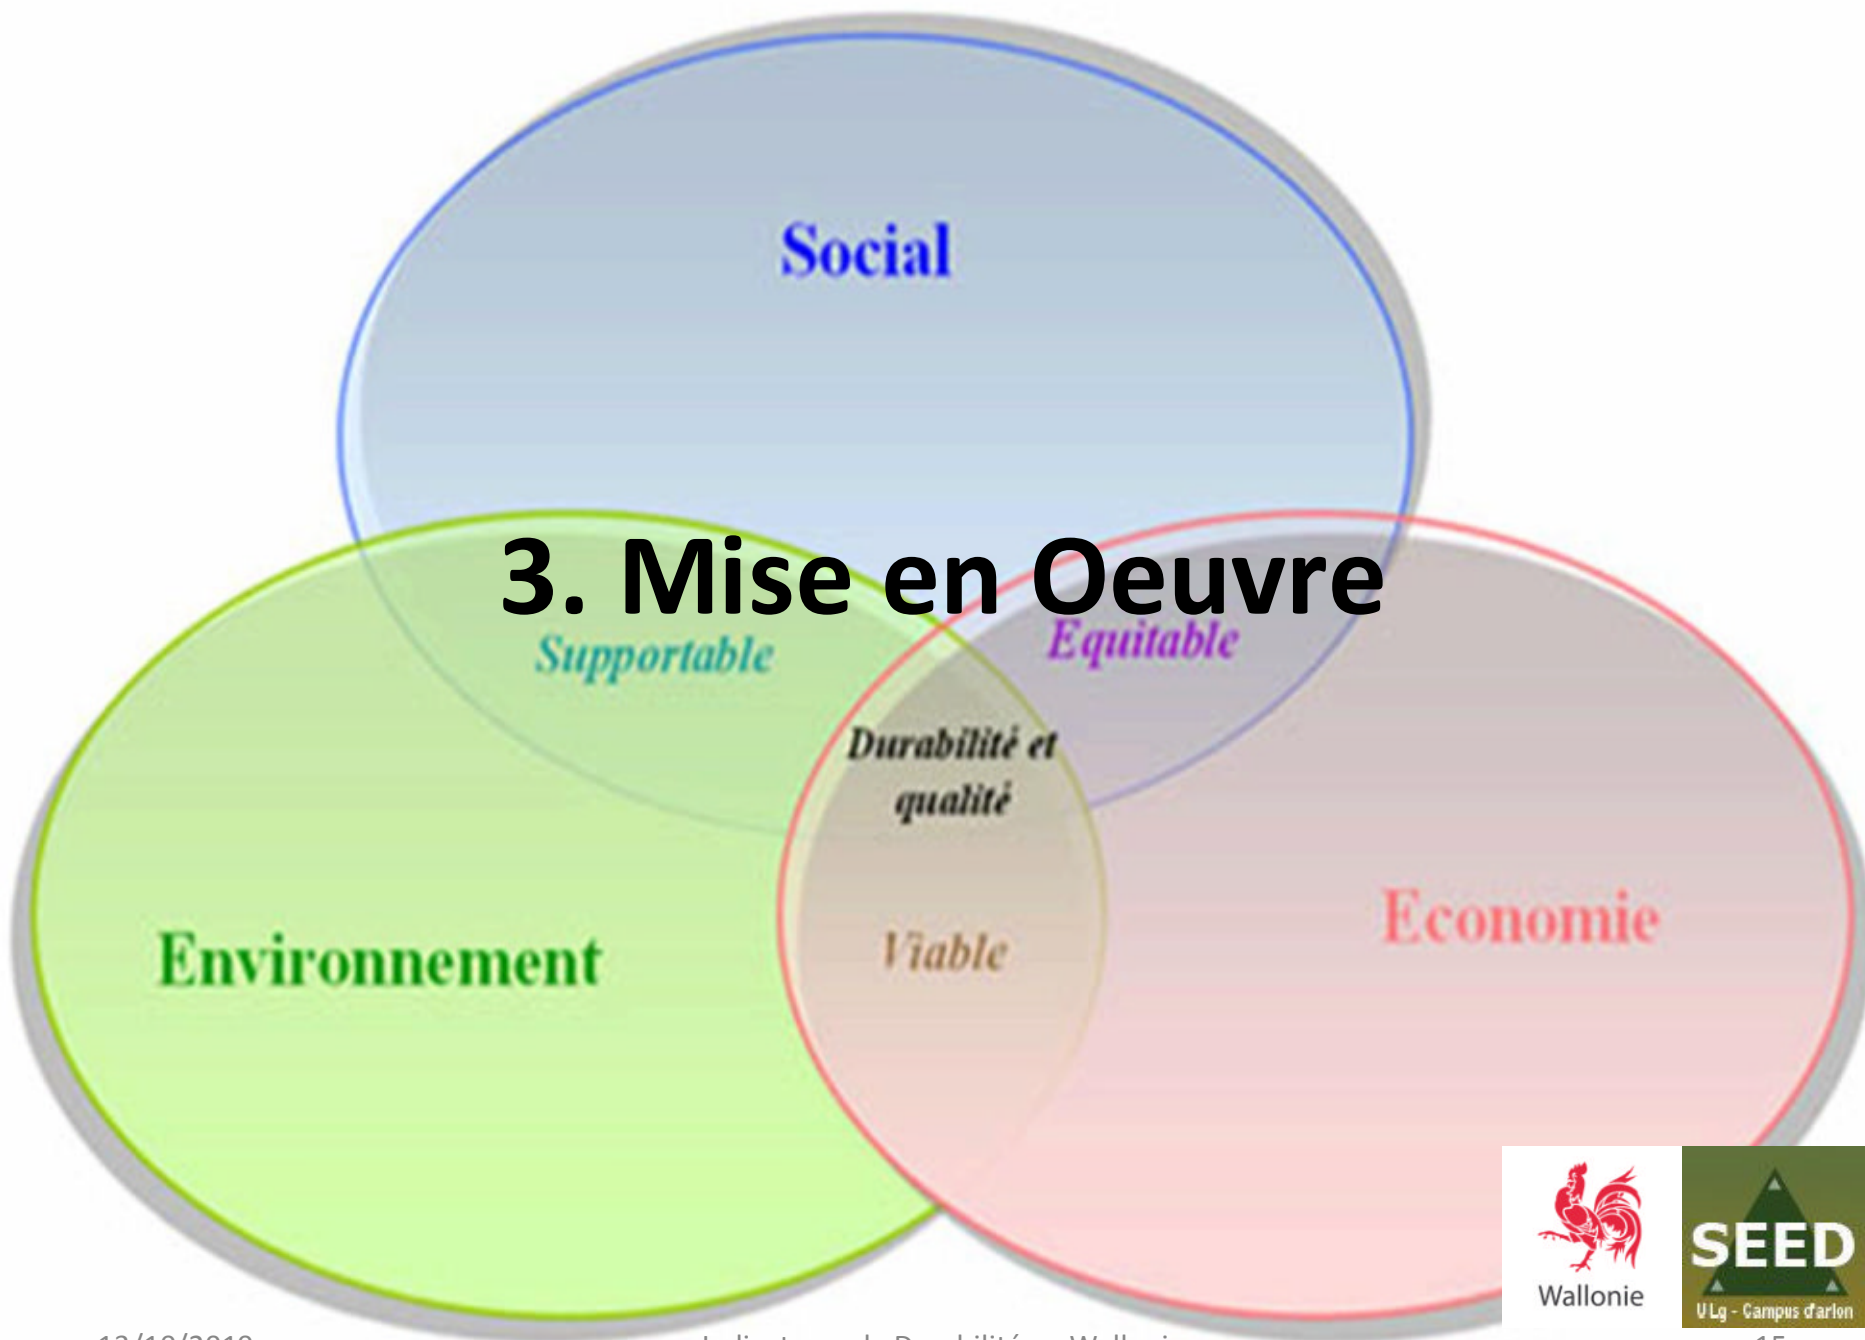 Social
3. Mise en Oeuvre
Supportable
Equitable
Durabilité et
qualité
Environnement
Viable
Economie
Wallonie
SEED
ULg - Campus d'arlon